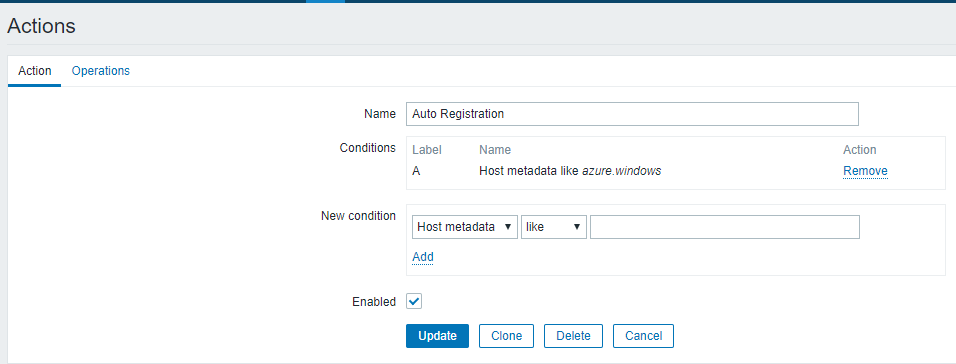 Actions
Action Operations
Name Auto Registration
Conditions Label Name Action
A Host metadata like azure.windows Remove
New condition Host metadata like
Add
Enabled
Update Clone Delete Cancel